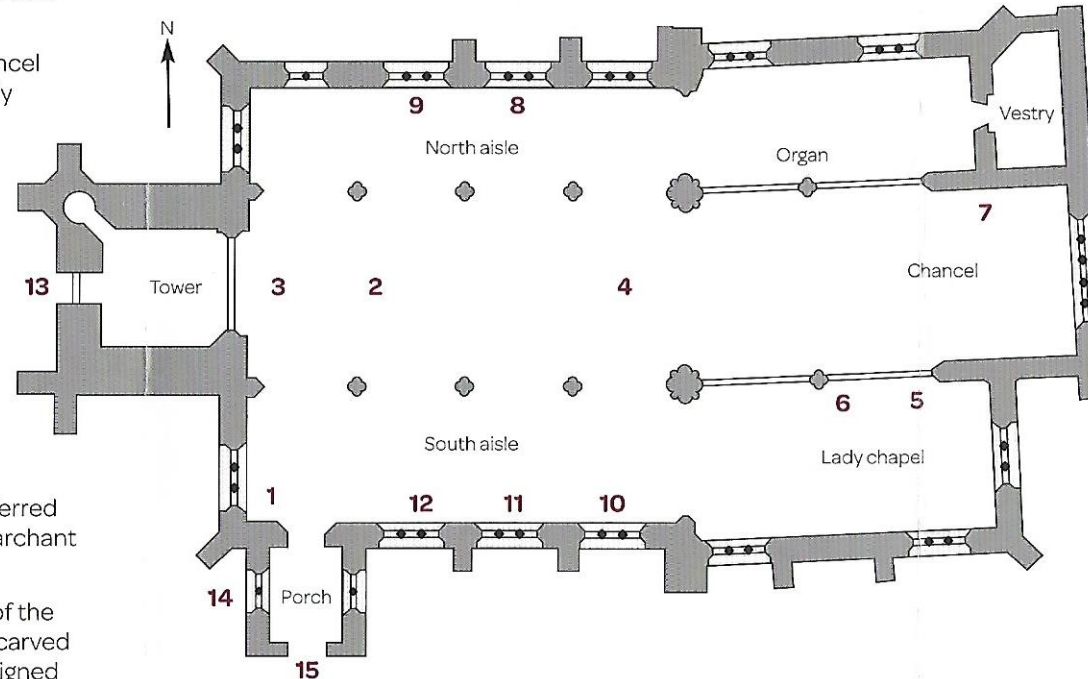 N
ncel
y
9
8
North aisle
Vestry
Organ
7
13
Tower
3
2
4
Chancel
6
5
South aisle
Lady chapel
1
12
11
10
erred
archant
14
Porch
of the
carved
igned
15